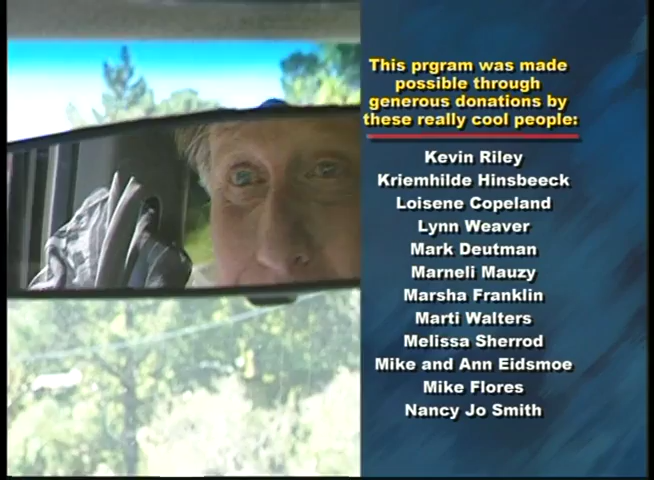 This prgram was made
possible through
generous donations by
these really cool people:
Kevin Riley
Kriemhilde Hinsbeeck
Loisene Copeland
Lynn Weaver
Mark Deutman
Marneli Mauzy
Marsha Franklin
Marti Walters
Melissa Sherrod
Mike and Ann Eidsmoe
Mike Flores
Nancy Jo Smith